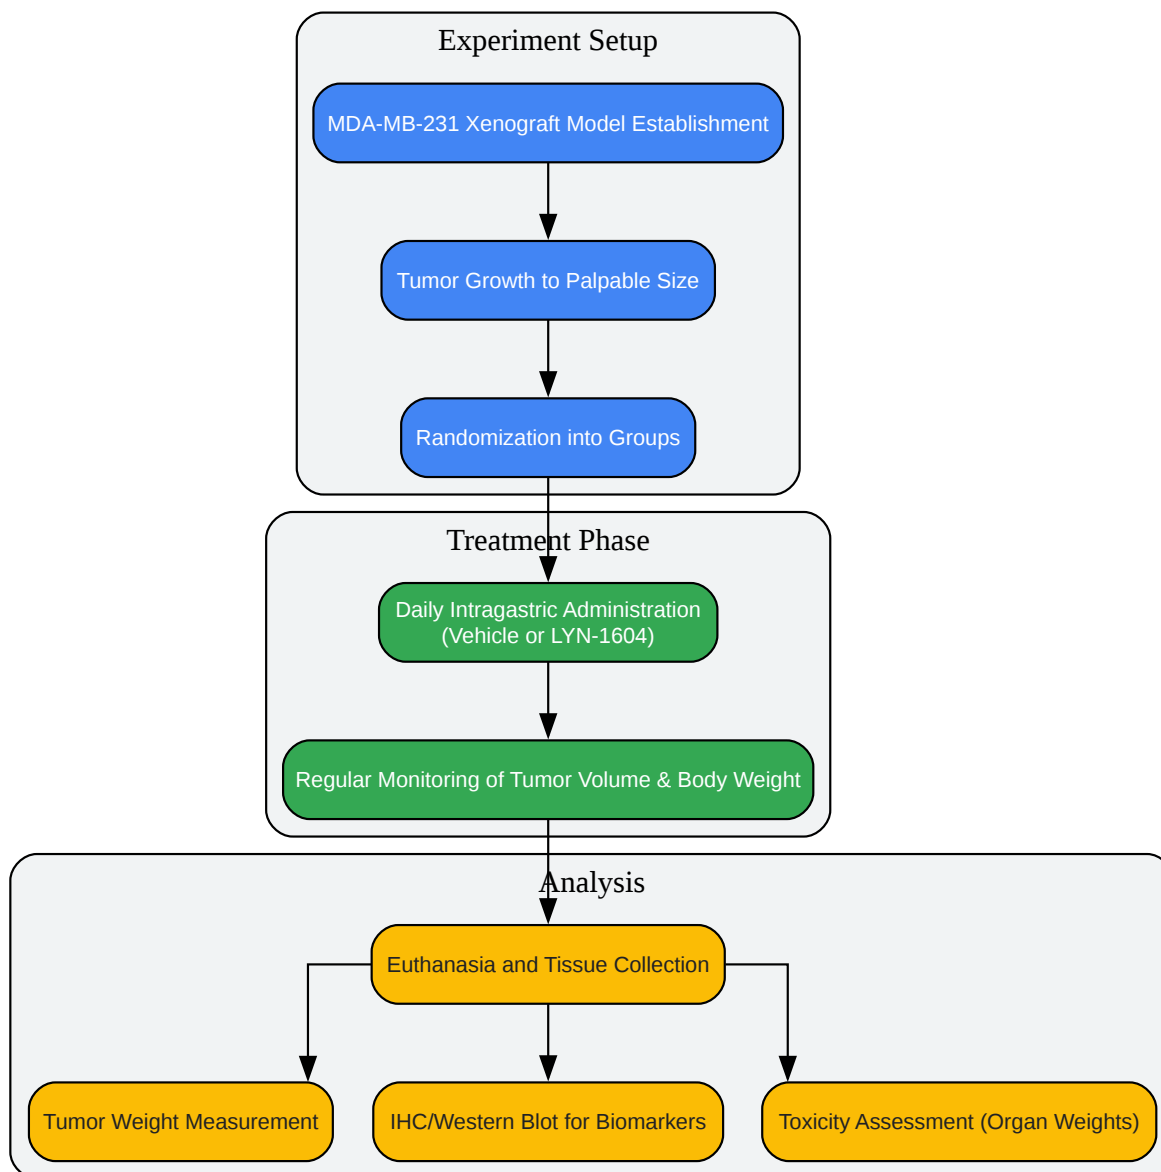 Experiment Setup
MDA-MB-231 Xenograft Model Establishment
Tumor Growth to Palpable Size
Randomization into Groups
Treatment Phase
Daily Intragastric Administration
(Vehicle or LYN-1604)
Regular Monitoring of Tumor Volume & Body Weight
Analysis
Euthanasia and Tissue Collection
Tumor Weight Measurement
IHC/Western Blot for Biomarkers
Toxicity Assessment (Organ Weights)